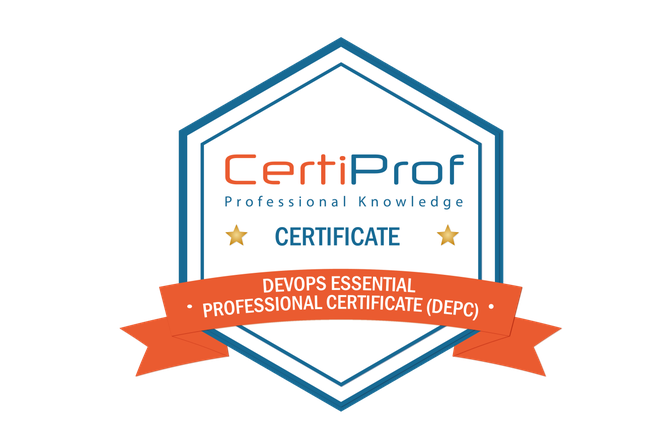 CertiProf
Professional Knowledge
CERTIFICATE
DEVOPS ESSENTIAL
PROFESSIONAL CERTIFICATE (DEPC)